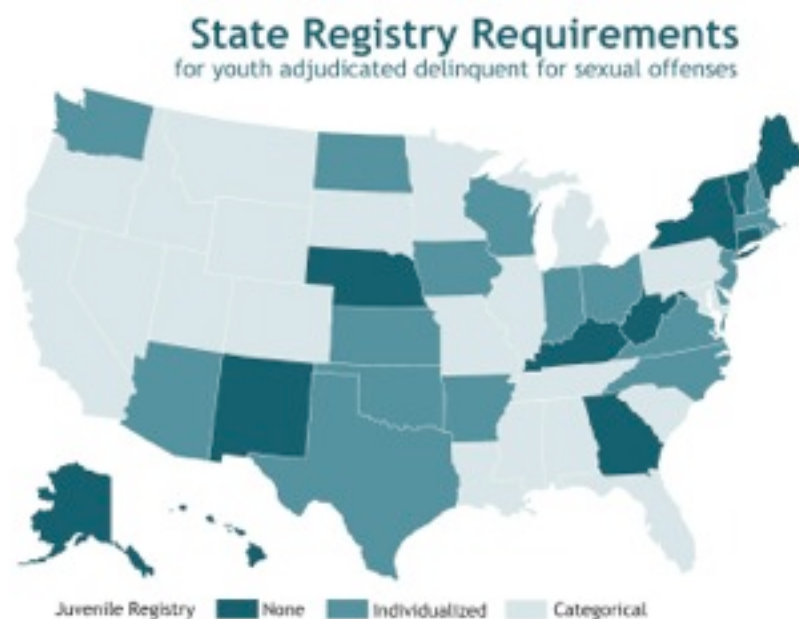 State Registry Requirements
for youth adjudicated delinquent for sexual offenses
Juvenile Registry None Individualized Categorical